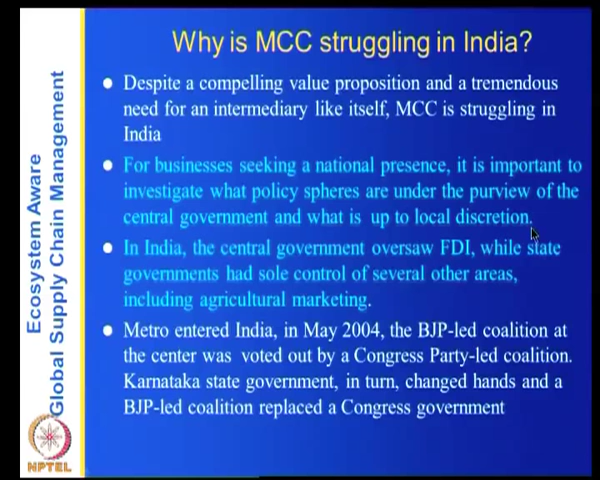 Why is MCC struggling in India?
Despite a compelling value proposition and a tremendous
need for an intermediary like itself, MCC is struggling in
India
For businesses seeking a national presence, it is important to
investigate what policy spheres are under the purview of the
central government and what is up to local discretion.
In India, the central government oversaw FDI, while state
governments had sole control of several other areas,
including agricultural marketing.
Metro entered India, in May 2004, the BJP-led coalition at
the center was voted out by a Congress Party-led coalition.
Karnataka state government, in turn, changed hands and a
BJP-led coalition replaced a Congress government
Ecosystem Aware
Global Supply Chain Management
NPTEL